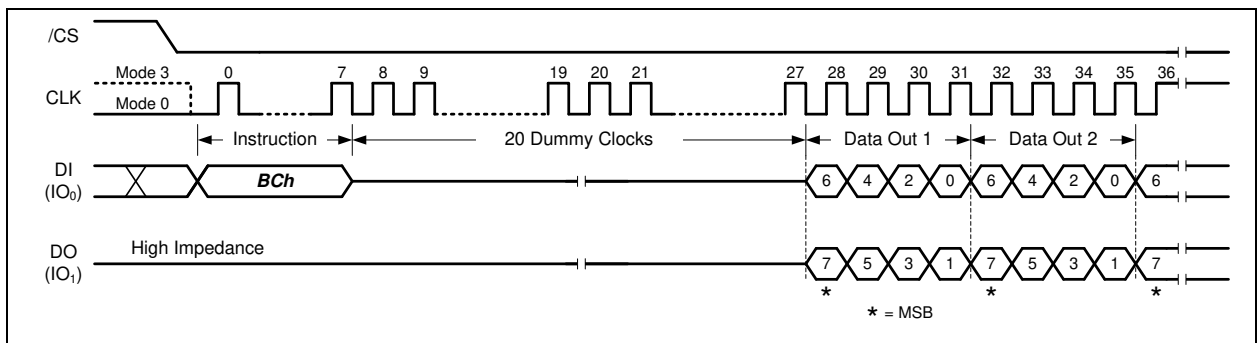 /CS
Mode 3 0 7 8 9 19 20 21 27 28 29 30 31 32 33 34 35 36
CLK
Mode 0
Instruction 20 Dummy Clocks Data Out 1 Data Out 2
DI
(IO₀)
BCh 6 4 2 0 6 4 2 0 6
DO
(IO₁)
High Impedance
7 5 3 1 7 5 3 1 7
* * *
* = MSB